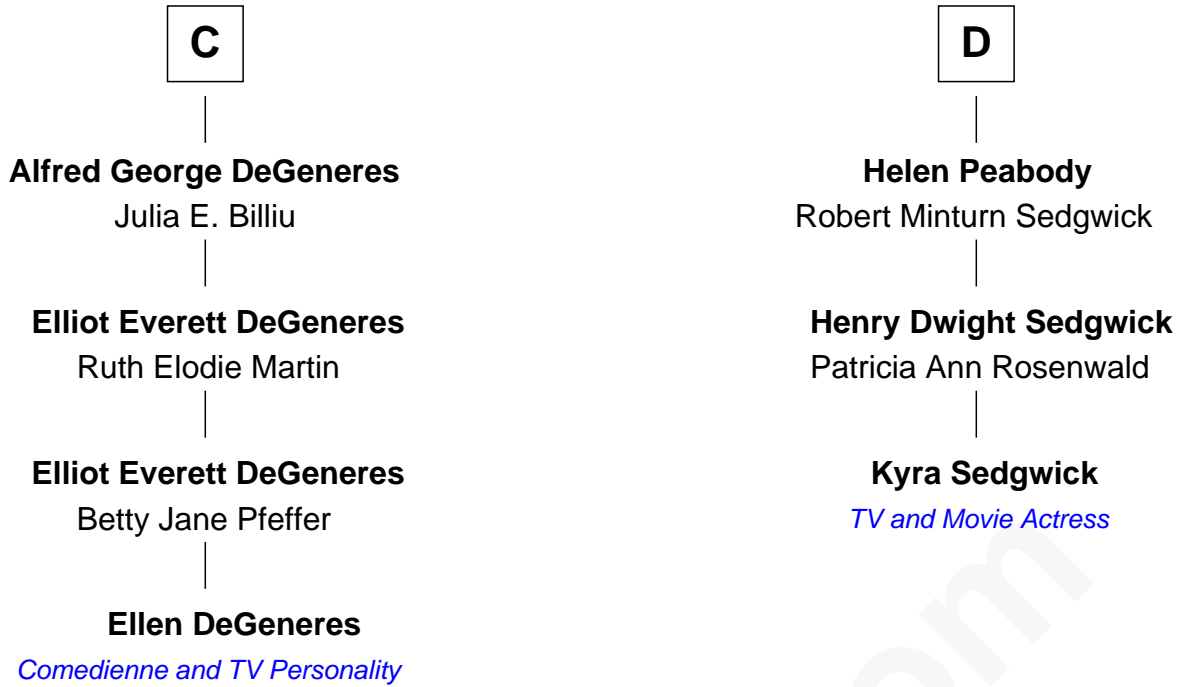 C
Alfred George DeGeneres
Julia E. Billiu
Elliot Everett DeGeneres
Ruth Elodie Martin
Elliot Everett DeGeneres
Betty Jane Pfeffer
Ellen DeGeneres
Comedienne and TV Personality
D
Helen Peabody
Robert Minturn Sedgwick
Henry Dwight Sedgwick
Patricia Ann Rosenwald
Kyra Sedgwick
TV and Movie Actress
om